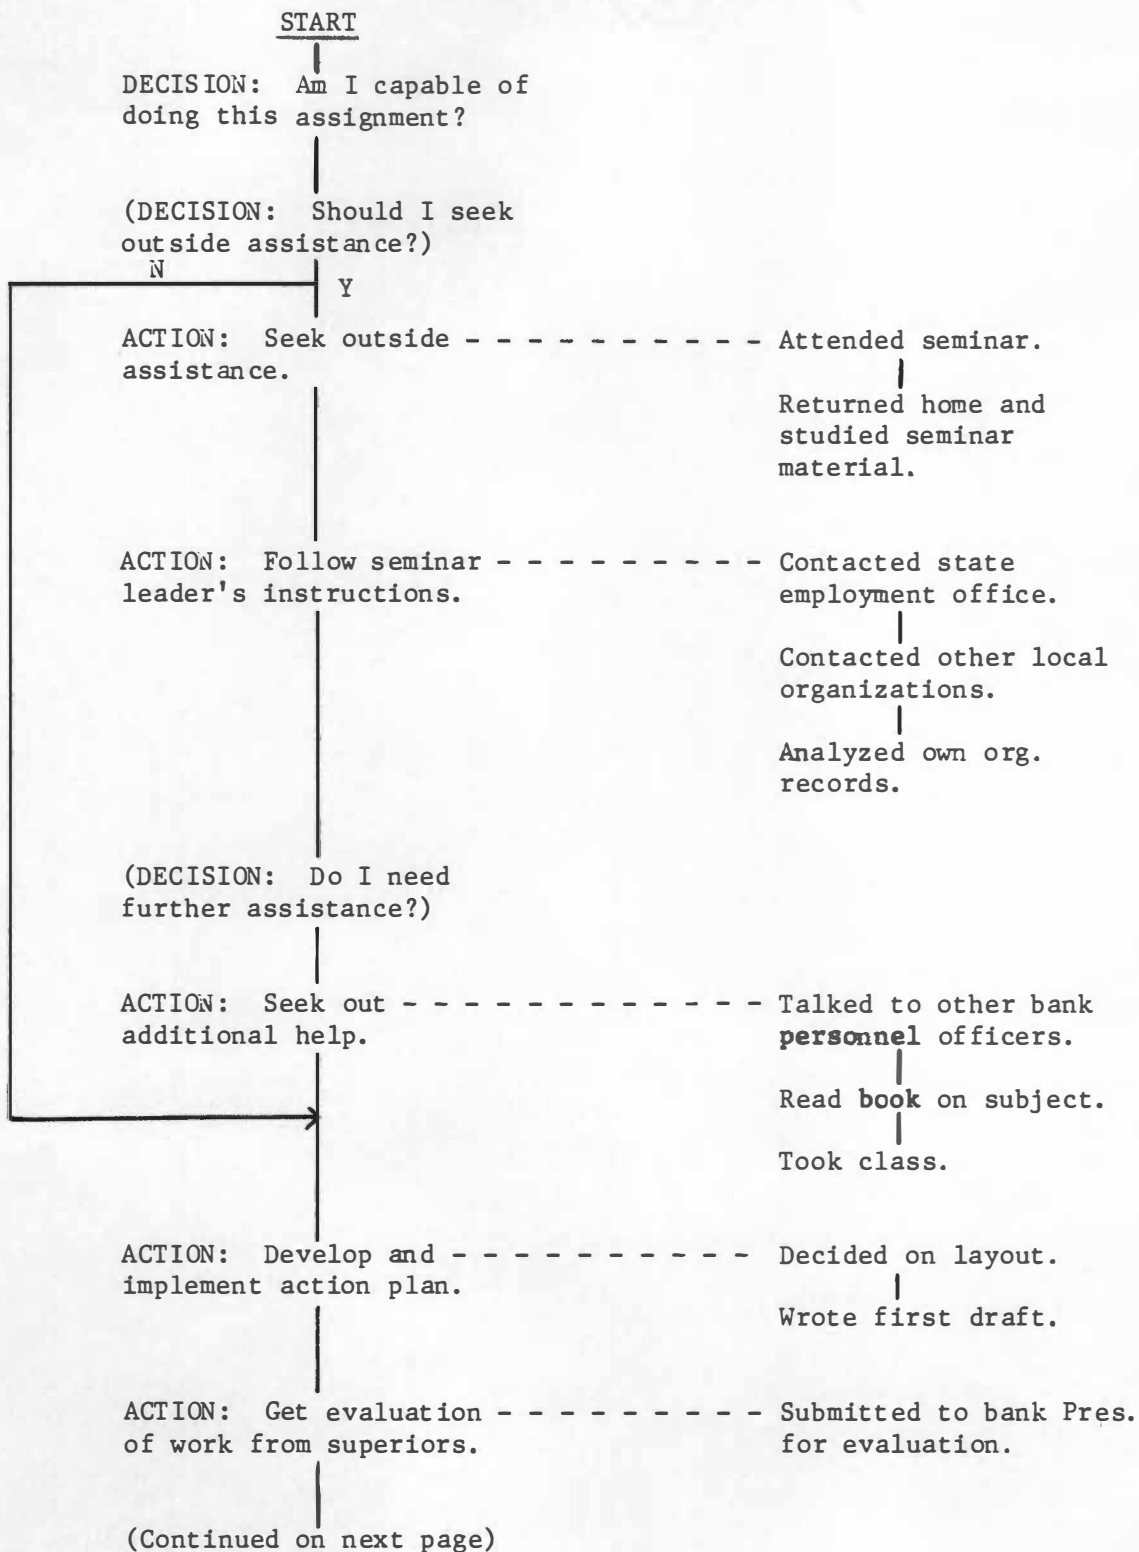 START
DECISION: Am I capable of
doing this assignment?
(DECISION: Should I seek
outside assistance?)
N
Y
ACTION: Seek outside - - - - - - - - - - - Attended seminar.
assistance.
Returned home and
studied seminar
material.
ACTION: Follow seminar - - - - - - - - - - Contacted state
leader's instructions. employment office.
Contacted other local
organizations.
Analyzed own org.
records.
(DECISION: Do I need
further assistance?)
ACTION: Seek out - - - - - - - - - - - - - Talked to other bank
additional help. personnel officers.
Read book on subject.
Took class.
ACTION: Develop and - - - - - - - - - - Decided on layout.
implement action plan.
Wrote first draft.
ACTION: Get evaluation - - - - - - - - - - Submitted to bank Pres.
of work from superiors. for evaluation.
(Continued on next page)